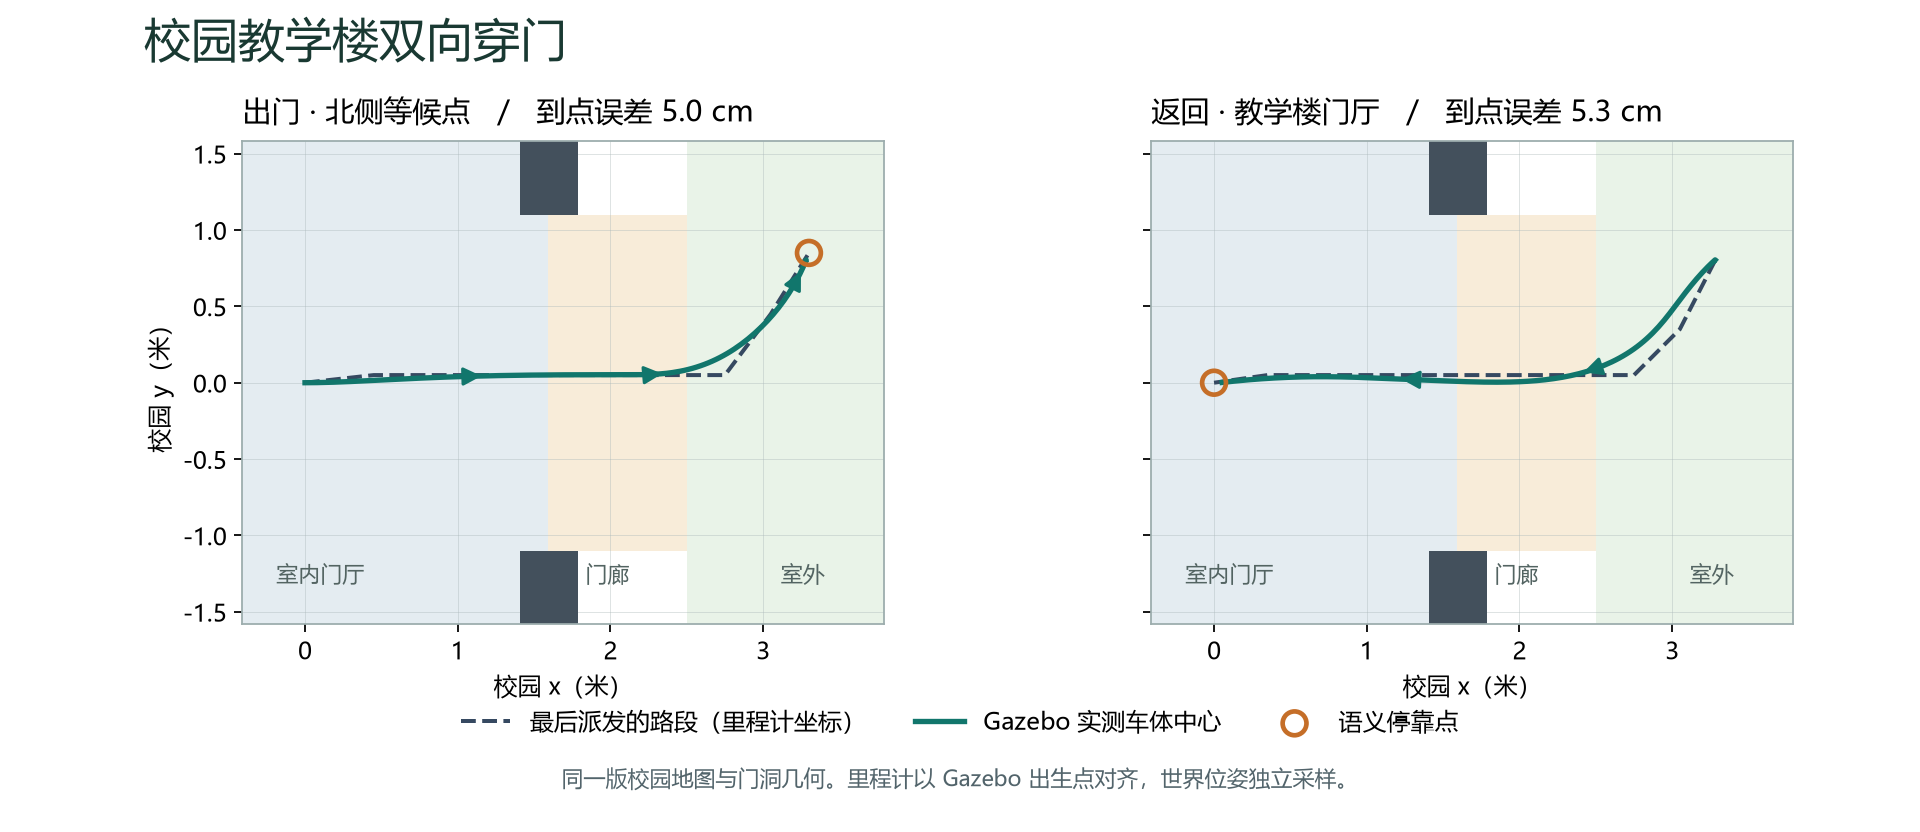 校园教学楼双向穿门
出门 · 北侧等候点 / 到点误差 5.0 cm
返回 · 教学楼门厅 / 到点误差 5.3 cm
1.5
1.0
0.5
0.0
-0.5
-1.0
-1.5
校园 y（米）
室内门厅
门廊
室外
0
1
2
3
校园 x（米）
室内门厅
门廊
室外
0
1
2
3
校园 x（米）
最后派发的路段（里程计坐标）
Gazebo 实测车体中心
语义停靠点
同一版校园地图与门洞几何。里程计以 Gazebo 出生点对齐，世界位姿独立采样。